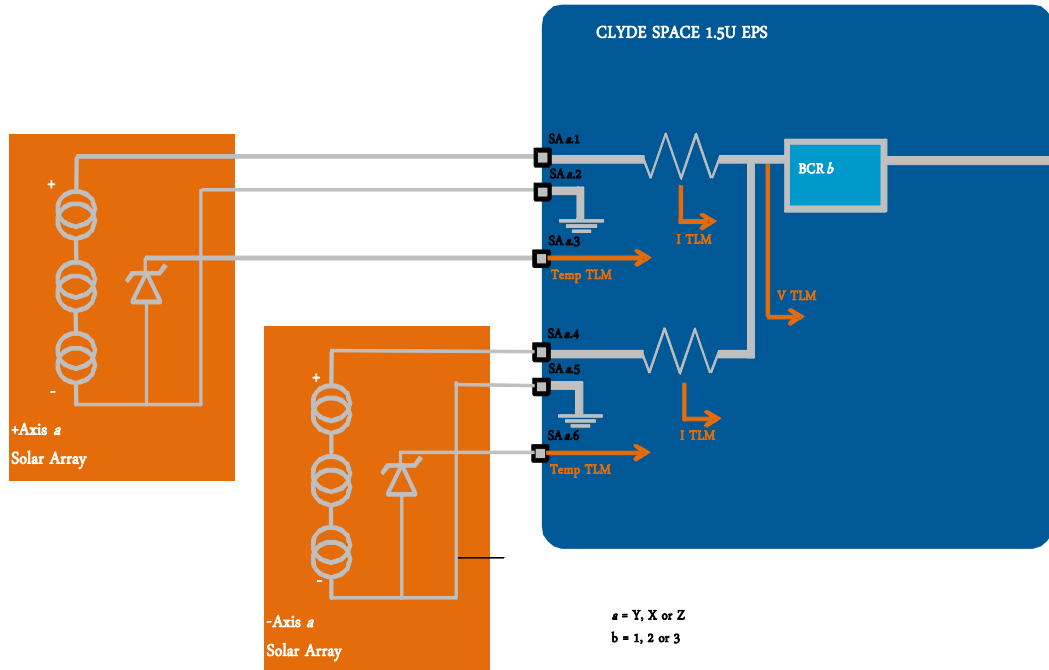 CLYDE SPACE 1.5U EPS
SA a.1
SA a.2
BCR b
+
I TLM
SA a.3
Temp TLM
V TLM
SA a.4
SA a.5
+
-
I TLM
+Axis a
Solar Array
SA a.6
Temp TLM
-
-Axis a
Solar Array
a = Y, X or Z
b = 1, 2 or 3